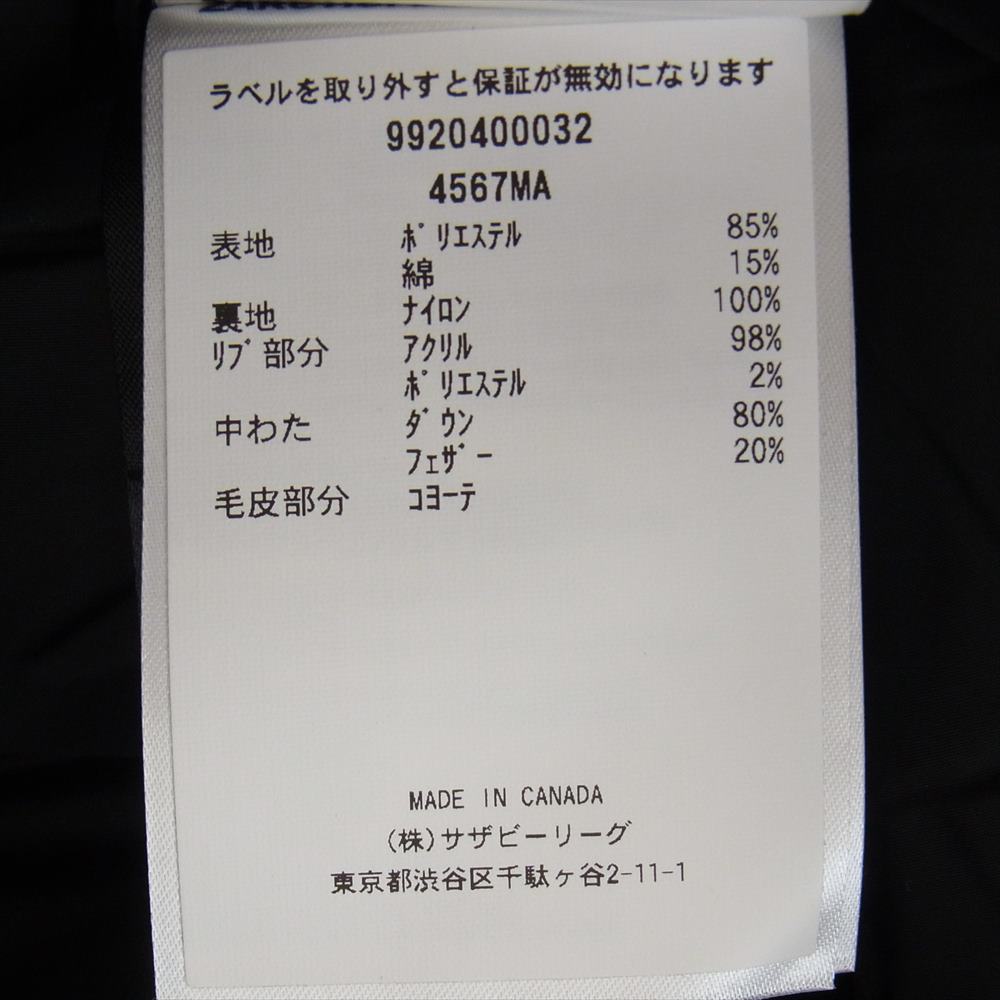 ラベルを取り外すと保証が無効になります
9920400032
4567MA
表地 ﾎﾟﾘｴｽﾃﾙ 85%
綿 15%
裏地 ﾅｲﾛﾝ 100%
ﾘﾌﾞ部分 ｱｸﾘﾙ 98%
ﾎﾟﾘｴｽﾃﾙ 2%
中わた ﾀﾞｳﾝ 80%
ﾌｪｻﾞｰ 20%
毛皮部分 ｺﾖｰﾃ
MADE IN CANADA
(株)サザビーリーグ
東京都渋谷区千駄ヶ谷2-11-1